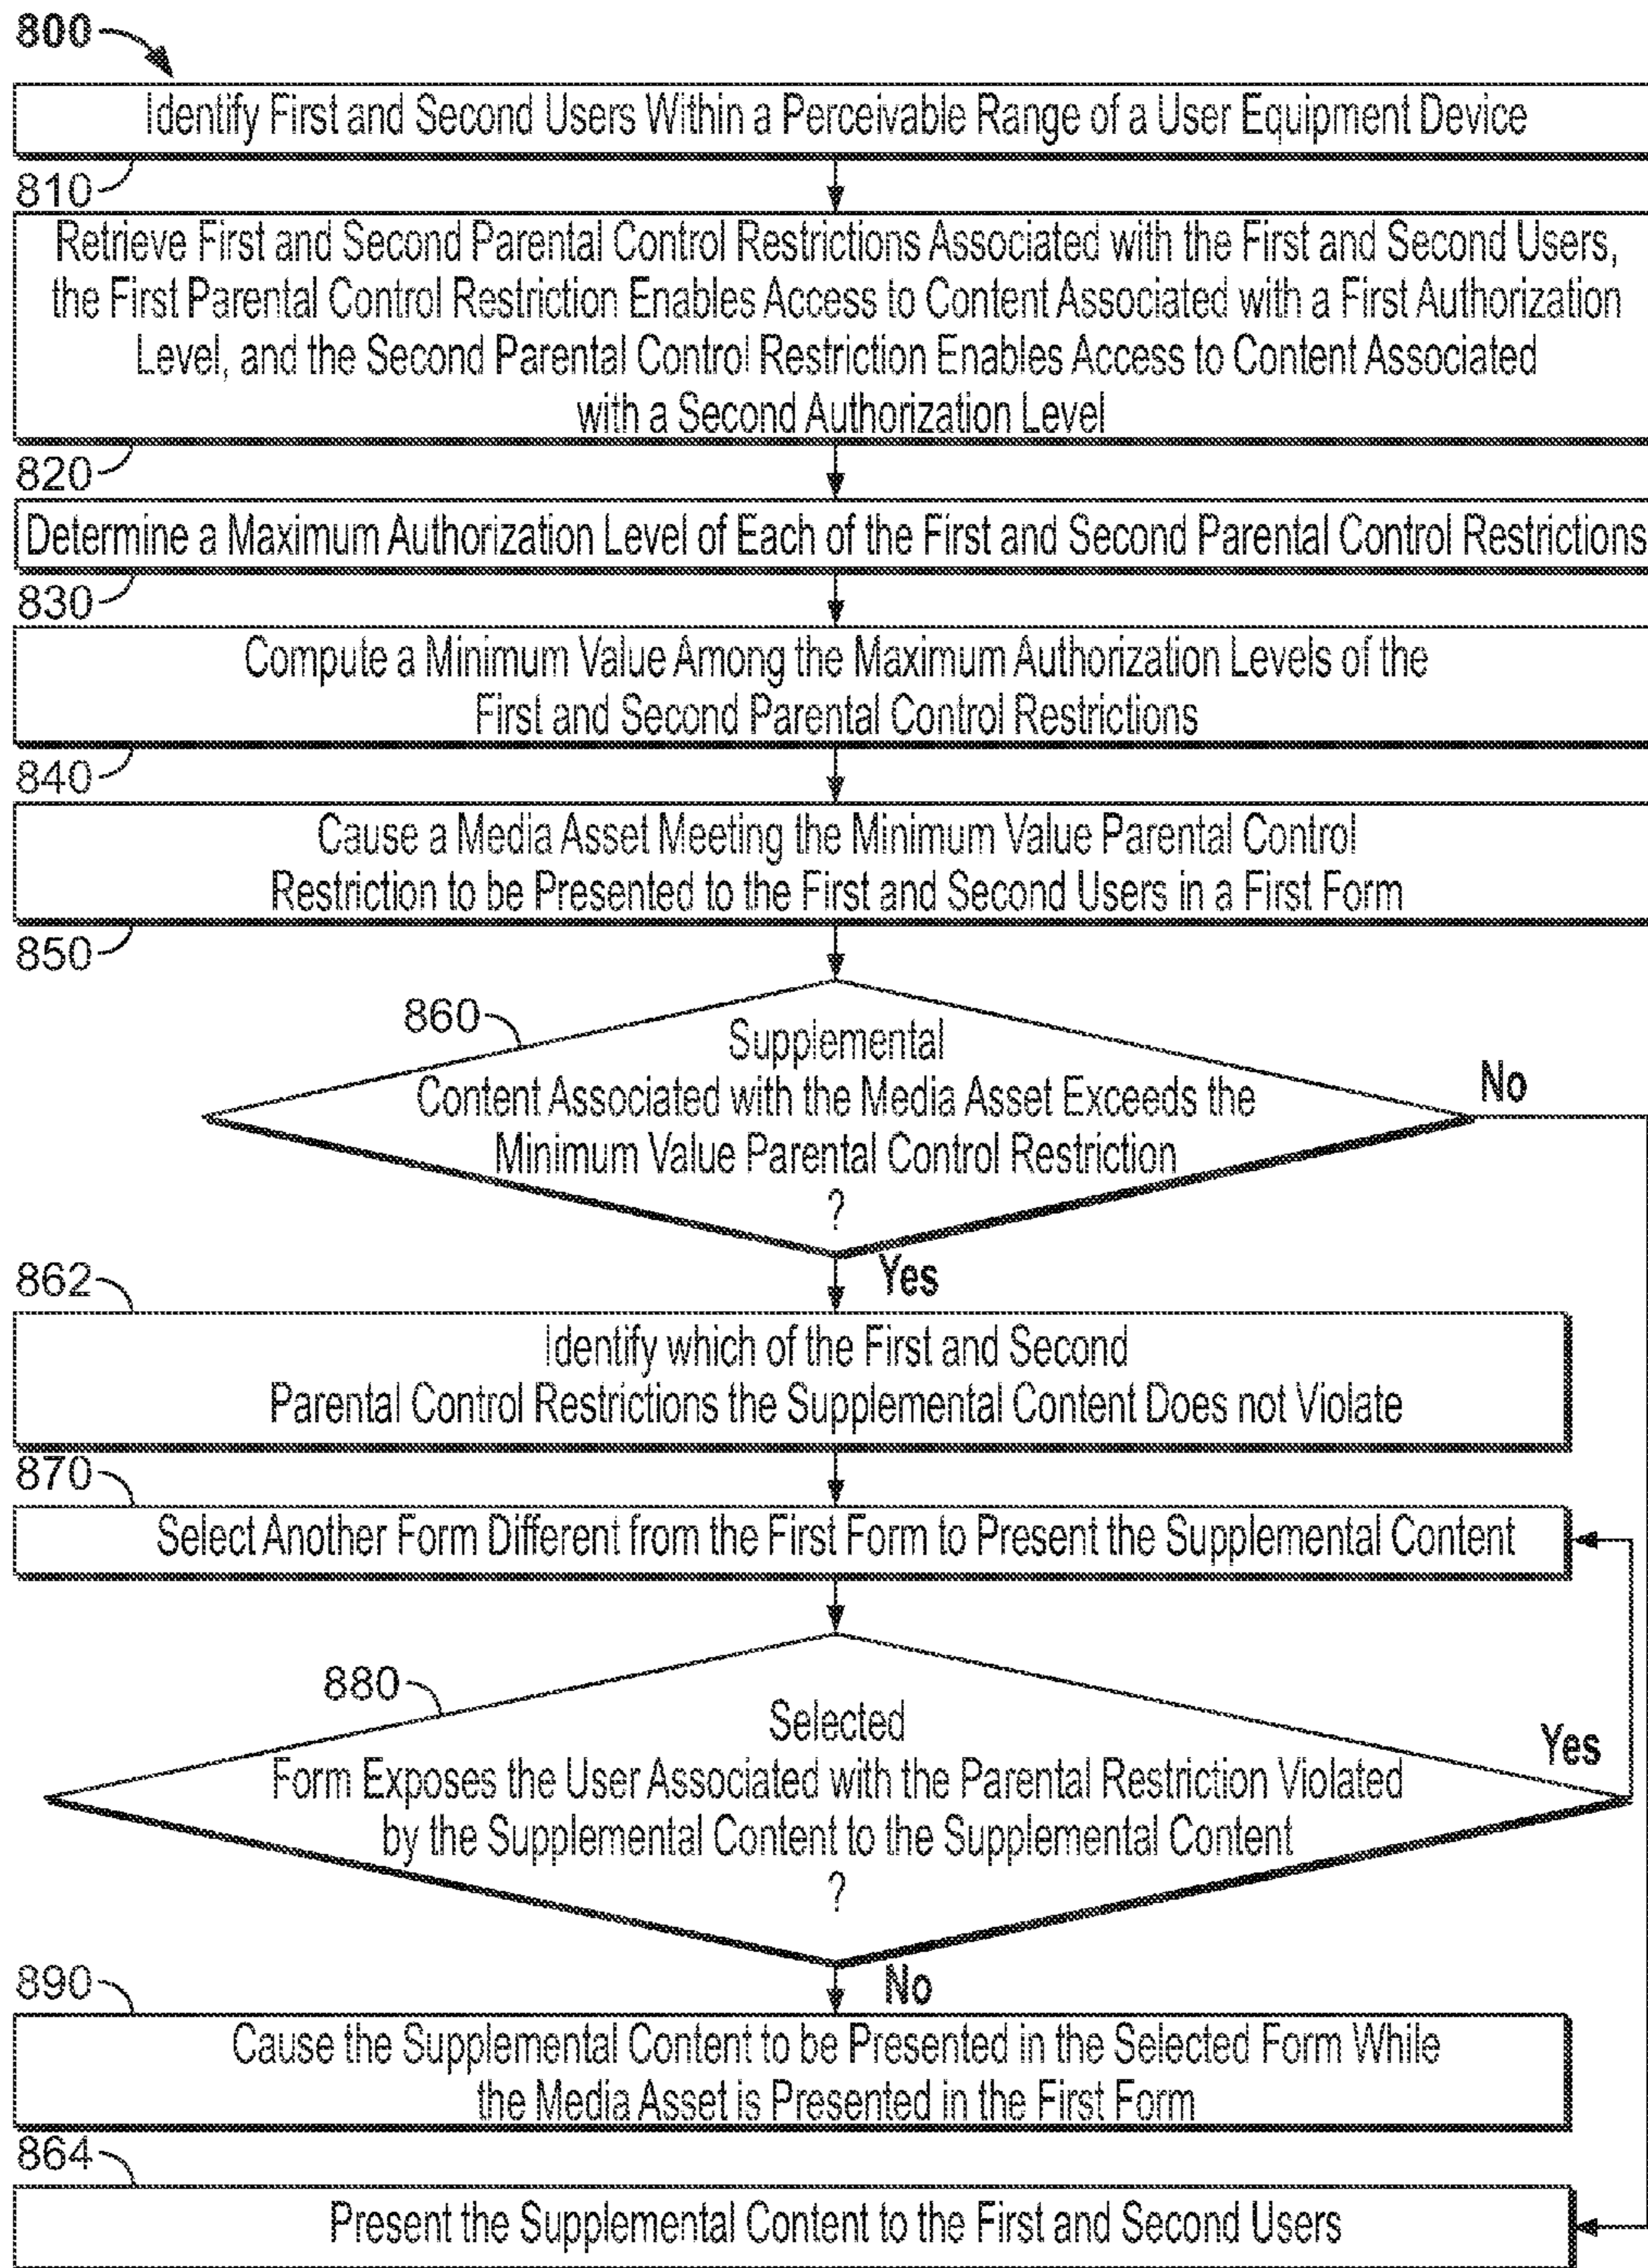 800
Identify First and Second Users Within a Perceivable Range of a User Equipment Device
810
Retrieve First and Second Parental Control Restrictions Associated with the First and Second Users,
the First Parental Control Restriction Enables Access to Content Associated with a First Authorization
Level, and the Second Parental Control Restriction Enables Access to Content Associated
with a Second Authorization Level
820
Determine a Maximum Authorization Level of Each of the First and Second Parental Control Restrictions
830
Compute a Minimum Value Among the Maximum Authorization Levels of the
First and Second Parental Control Restrictions
840
Cause a Media Asset Meeting the Minimum Value Parental Control
Restriction to be Presented to the First and Second Users in a First Form
850
860
Supplemental
Content Associated with the Media Asset Exceeds the
Minimum Value Parental Control Restriction
?
No
Yes
862
Identify which of the First and Second
Parental Control Restrictions the Supplemental Content Does not Violate
870
Select Another Form Different from the First Form to Present the Supplemental Content
880
Selected
Form Exposes the User Associated with the Parental Restriction Violated
by the Supplemental Content to the Supplemental Content
?
Yes
No
890
Cause the Supplemental Content to be Presented in the Selected Form While
the Media Asset is Presented in the First Form
864
Present the Supplemental Content to the First and Second Users